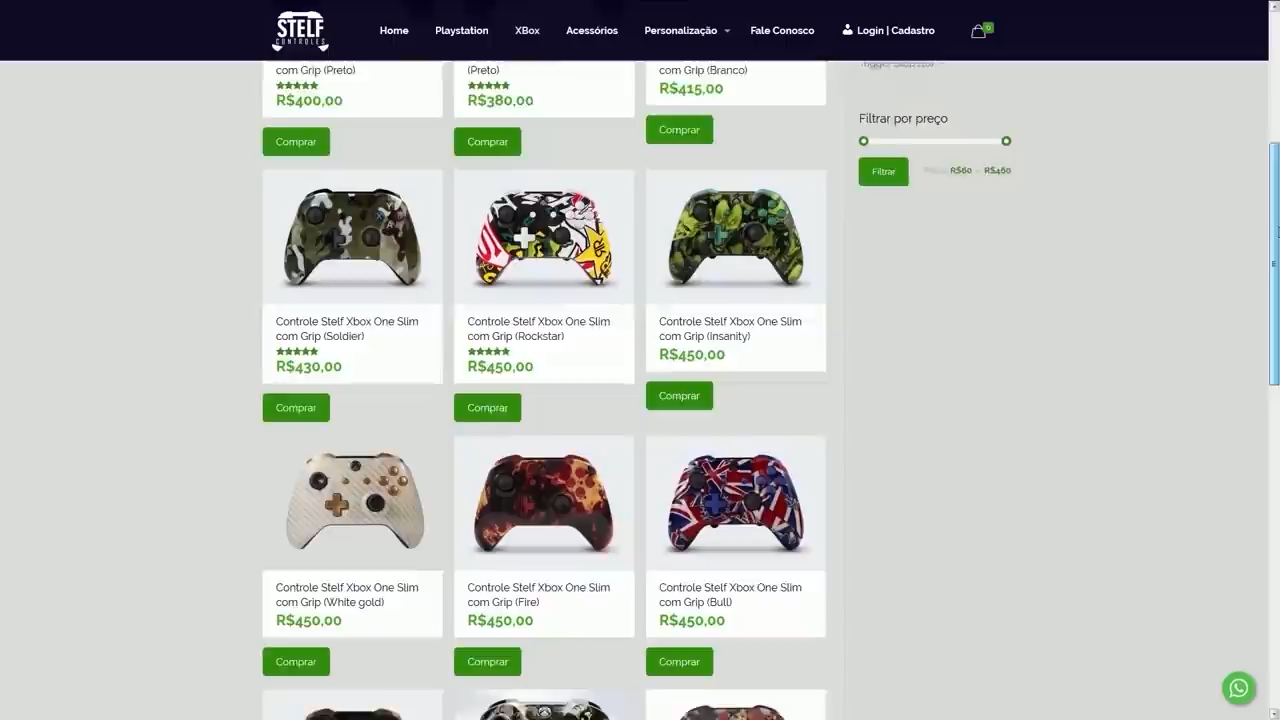 STELF
CONTROLES
Home
Playstation
XBox
Acessórios
Personalização
Fale Conosco
Login | Cadastro
0
com Grip (Preto)
R$400,00
Comprar
(Preto)
R$380,00
Comprar
com Grip (Branco)
R$415,00
Comprar
Filtrar por preço
Filtrar
R$60 — R$460
Controle Stelf Xbox One Slim
com Grip (Soldier)
R$430,00
Comprar
Controle Stelf Xbox One Slim
com Grip (Rockstar)
R$450,00
Comprar
Controle Stelf Xbox One Slim
com Grip (Insanity)
R$450,00
Comprar
Controle Stelf Xbox One Slim
com Grip (White gold)
R$450,00
Comprar
Controle Stelf Xbox One Slim
com Grip (Fire)
R$450,00
Comprar
Controle Stelf Xbox One Slim
com Grip (Bull)
R$450,00
Comprar